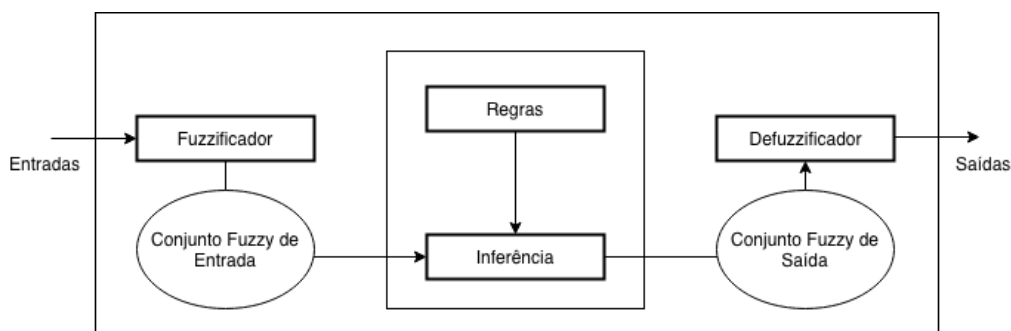 Entradas
Fuzzificador
Conjunto Fuzzy de
Entrada
Regras
Inferência
Defuzzificador
Conjunto Fuzzy de
Saída
Saídas